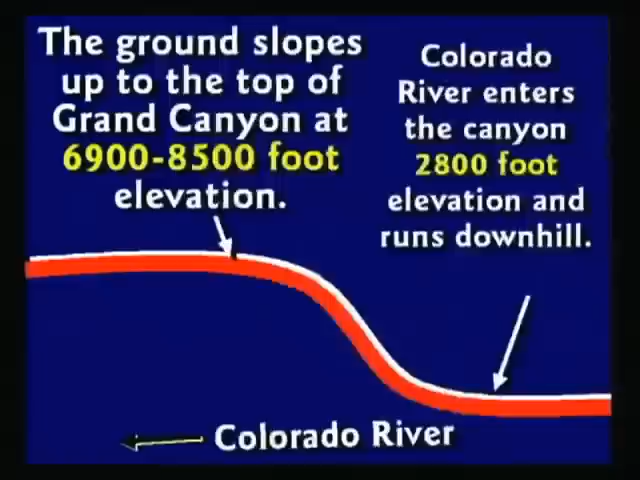 The ground slopes
up to the top of
Grand Canyon at
6900-8500 foot
elevation.
Colorado
River enters
the canyon
2800 foot
elevation and
runs downhill.
Colorado River